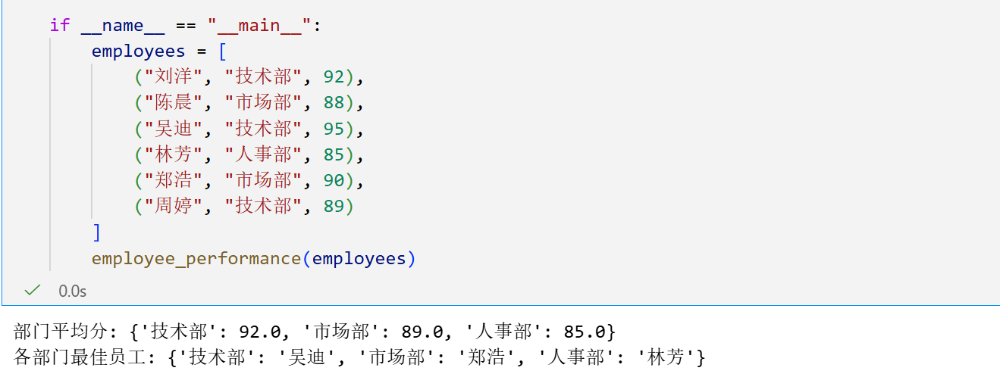 if __name__ == "__main__":
    employees = [
        ("刘洋", "技术部", 92),
        ("陈晨", "市场部", 88),
        ("吴迪", "技术部", 95),
        ("林芳", "人事部", 85),
        ("郑浩", "市场部", 90),
        ("周婷", "技术部", 89)
    ]
    employee_performance(employees)
0.0s
部门平均分: {'技术部': 92.0, '市场部': 89.0, '人事部': 85.0}
各部门最佳员工: {'技术部': '吴迪', '市场部': '郑浩', '人事部': '林芳'}